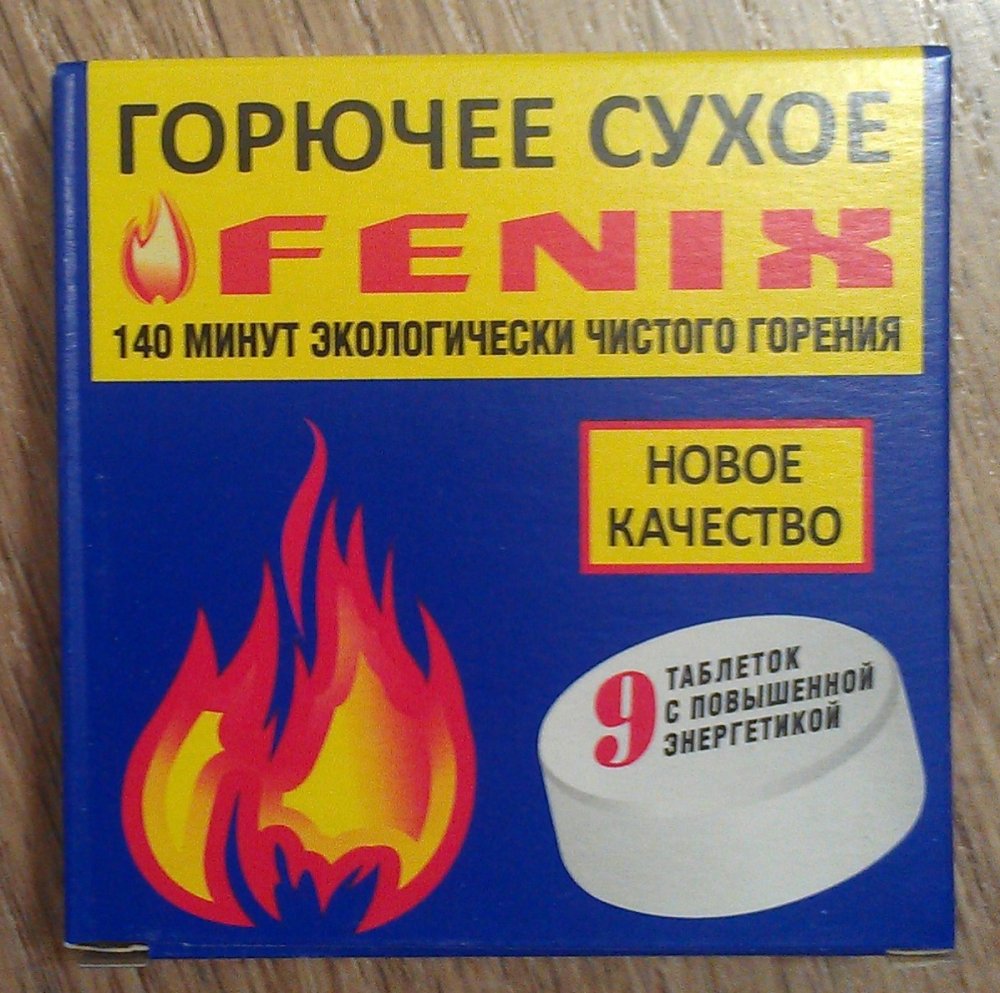 ГОРЮЧЕЕ СУХОЕ
FENIX
140 МИНУТ ЭКОЛОГИЧЕСКИ ЧИСТОГО ГОРЕНИЯ
НОВОЕ
КАЧЕСТВО
9 ТАБЛЕТОК
С ПОВЫШЕННОЙ
ЭНЕРГЕТИКОЙ